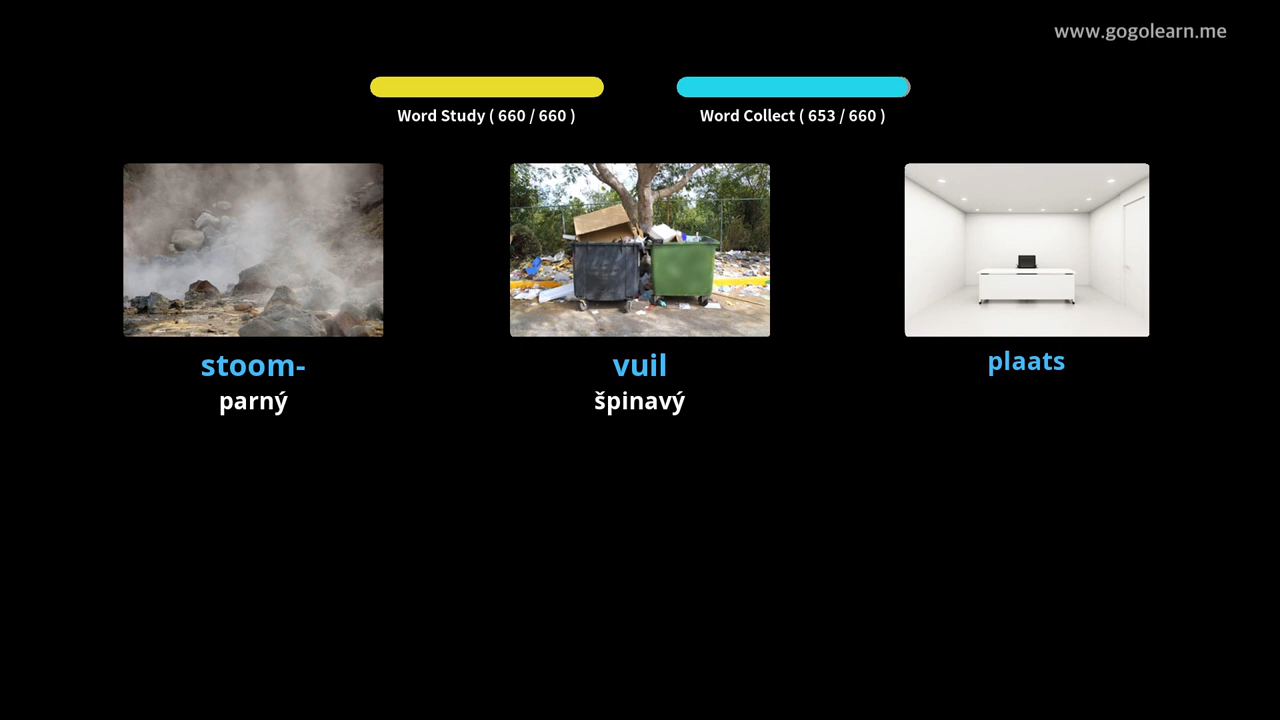 www.gogolearn.me
Word Study ( 660 / 660 )
Word Collect ( 653 / 660 )
stoom-
parný
vuil
špinavý
plaats